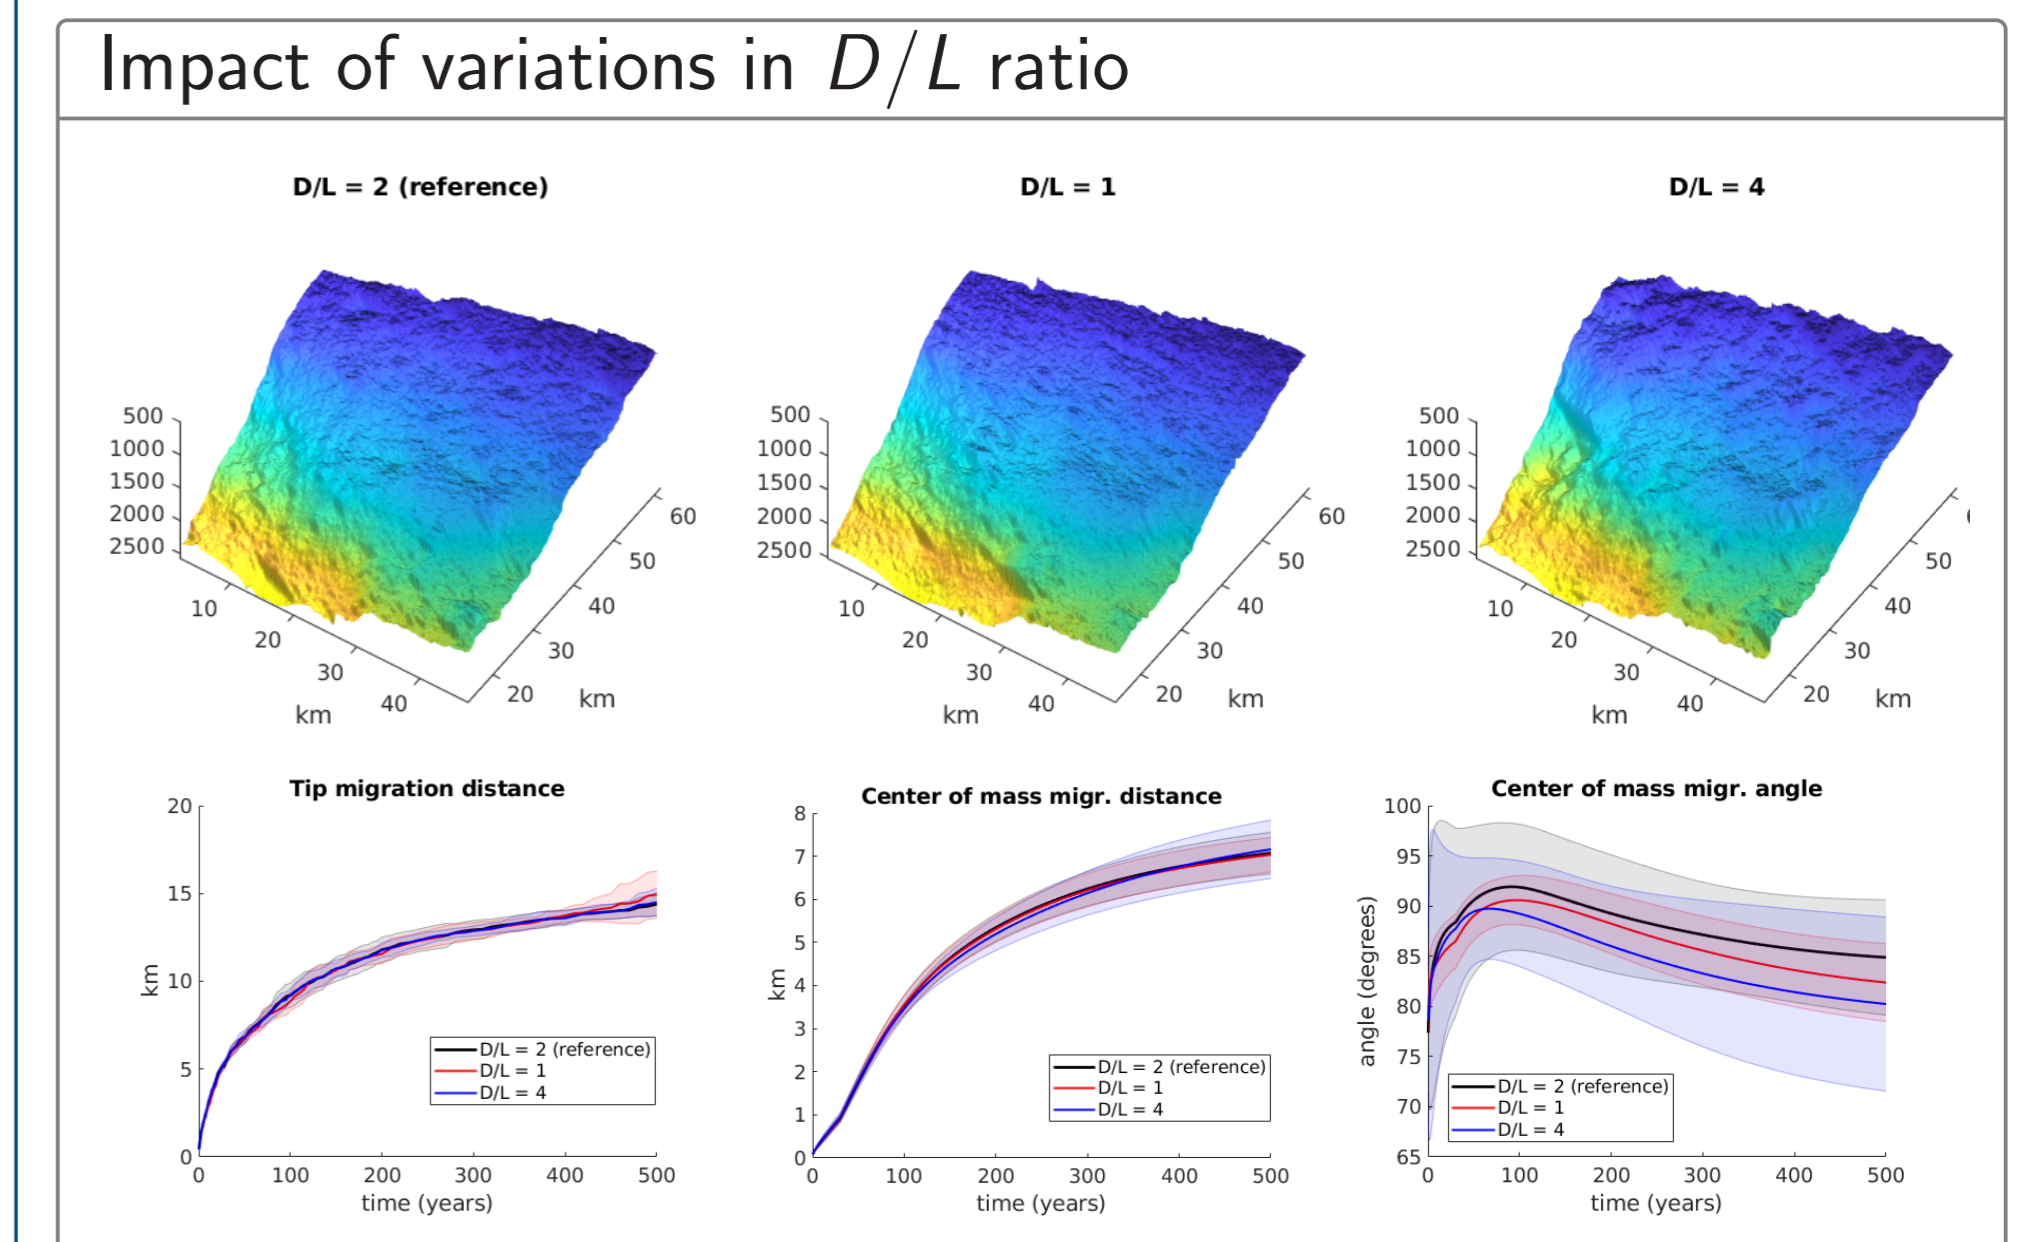 Impact of variations in D/L ratio
D/L = 2 (reference)
500
1000
1500
2000
2500
10
20
30
40
km
20
30
40
50
60
km
D/L = 1
500
1000
1500
2000
2500
10
20
30
40
km
20
30
40
50
60
km
D/L = 4
500
1000
1500
2000
2500
10
20
30
40
km
20
30
40
50
km
Tip migration distance
20
15
10
5
0
km
0 100 200 300 400 500
time (years)
D/L = 2 (reference)
D/L = 1
D/L = 4
Center of mass migr. distance
8
7
6
5
4
3
2
1
0
km
0 100 200 300 400 500
time (years)
D/L = 2 (reference)
D/L = 1
D/L = 4
Center of mass migr. angle
100
95
90
85
80
75
70
65
angle (degrees)
0 100 200 300 400 500
time (years)
D/L = 2 (reference)
D/L = 1
D/L = 4